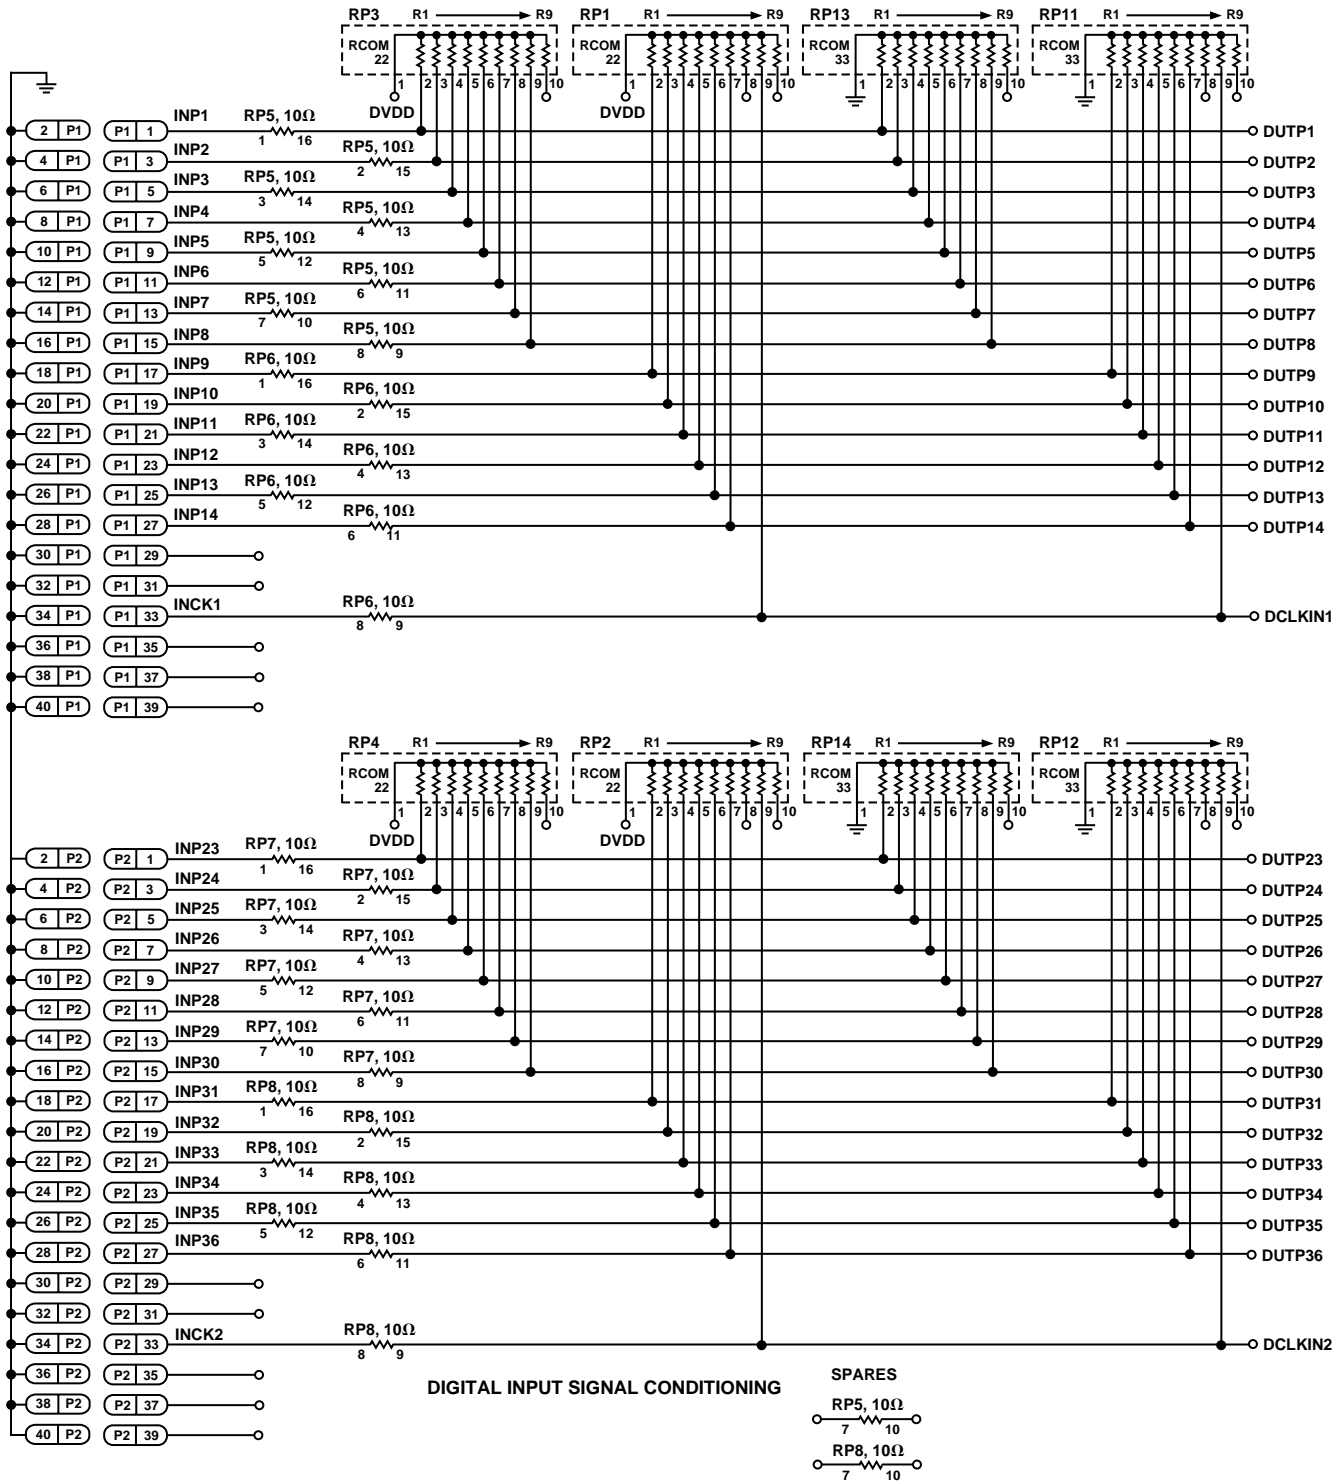 RP3 R1 R9 RP1 R1 R9 RP13 R1 R9 RP11 R1 R9
RCOM 22 RCOM 22 RCOM 33 RCOM 33
1 2 3 4 5 6 7 8 9 10 1 2 3 4 5 6 7 8 9 10 1 2 3 4 5 6 7 8 9 10 1 2 3 4 5 6 7 8 9 10
DVDD DVDD
2 P1 P1 1 INP1 RP5, 10Ω 1 16 DUTP1
4 P1 P1 3 INP2 RP5, 10Ω 2 15 DUTP2
6 P1 P1 5 INP3 RP5, 10Ω 3 14 DUTP3
8 P1 P1 7 INP4 RP5, 10Ω 4 13 DUTP4
10 P1 P1 9 INP5 RP5, 10Ω 5 12 DUTP5
12 P1 P1 11 INP6 RP5, 10Ω 6 11 DUTP6
14 P1 P1 13 INP7 RP5, 10Ω 7 10 DUTP7
16 P1 P1 15 INP8 RP5, 10Ω 8 9 DUTP8
18 P1 P1 17 INP9 RP6, 10Ω 1 16 DUTP9
20 P1 P1 19 INP10 RP6, 10Ω 2 15 DUTP10
22 P1 P1 21 INP11 RP6, 10Ω 3 14 DUTP11
24 P1 P1 23 INP12 RP6, 10Ω 4 13 DUTP12
26 P1 P1 25 INP13 RP6, 10Ω 5 12 DUTP13
28 P1 P1 27 INP14 RP6, 10Ω 6 11 DUTP14
30 P1 P1 29
32 P1 P1 31
34 P1 P1 33 INCK1 RP6, 10Ω 8 9 DCLKIN1
36 P1 P1 35
38 P1 P1 37
40 P1 P1 39
RP4 R1 R9 RP2 R1 R9 RP14 R1 R9 RP12 R1 R9
RCOM 22 RCOM 22 RCOM 33 RCOM 33
1 2 3 4 5 6 7 8 9 10 1 2 3 4 5 6 7 8 9 10 1 2 3 4 5 6 7 8 9 10 1 2 3 4 5 6 7 8 9 10
DVDD DVDD
2 P2 P2 1 INP23 RP7, 10Ω 1 16 DUTP23
4 P2 P2 3 INP24 RP7, 10Ω 2 15 DUTP24
6 P2 P2 5 INP25 RP7, 10Ω 3 14 DUTP25
8 P2 P2 7 INP26 RP7, 10Ω 4 13 DUTP26
10 P2 P2 9 INP27 RP7, 10Ω 5 12 DUTP27
12 P2 P2 11 INP28 RP7, 10Ω 6 11 DUTP28
14 P2 P2 13 INP29 RP7, 10Ω 7 10 DUTP29
16 P2 P2 15 INP30 RP7, 10Ω 8 9 DUTP30
18 P2 P2 17 INP31 RP8, 10Ω 1 16 DUTP31
20 P2 P2 19 INP32 RP8, 10Ω 2 15 DUTP32
22 P2 P2 21 INP33 RP8, 10Ω 3 14 DUTP33
24 P2 P2 23 INP34 RP8, 10Ω 4 13 DUTP34
26 P2 P2 25 INP35 RP8, 10Ω 5 12 DUTP35
28 P2 P2 27 INP36 RP8, 10Ω 6 11 DUTP36
30 P2 P2 29
32 P2 P2 31
34 P2 P2 33 INCK2 RP8, 10Ω 8 9 DCLKIN2
36 P2 P2 35
38 P2 P2 37
40 P2 P2 39
DIGITAL INPUT SIGNAL CONDITIONING
SPARES
RP5, 10Ω
7 10
RP8, 10Ω
7 10